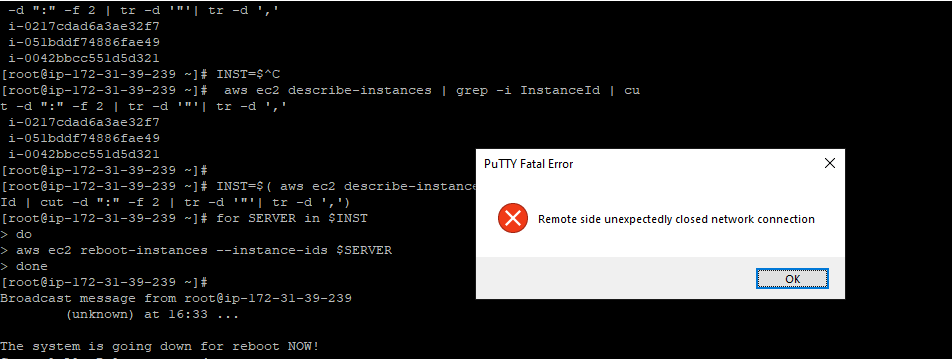 -d ":" -f 2 | tr -d '"'| tr -d ','
i-0217cdad6a3ae32f7
i-051bddf74886fae49
i-0042bbcc551d5d321
[root@ip-172-31-39-239 ~]# INST=$^C
[root@ip-172-31-39-239 ~]#  aws ec2 describe-instances | grep -i InstanceId | cu
t -d ":" -f 2 | tr -d '"'| tr -d ','
i-0217cdad6a3ae32f7
i-051bddf74886fae49
i-0042bbcc551d5d321
[root@ip-172-31-39-239 ~]#
[root@ip-172-31-39-239 ~]# INST=$( aws ec2 describe-instance
Id | cut -d ":" -f 2 | tr -d '"'| tr -d ',')
[root@ip-172-31-39-239 ~]# for SERVER in $INST
> do
> aws ec2 reboot-instances --instance-ids $SERVER
> done
[root@ip-172-31-39-239 ~]#
Broadcast message from root@ip-172-31-39-239
(unknown) at 16:33 ...
The system is going down for reboot NOW!
PuTTY Fatal Error
Remote side unexpectedly closed network connection
OK